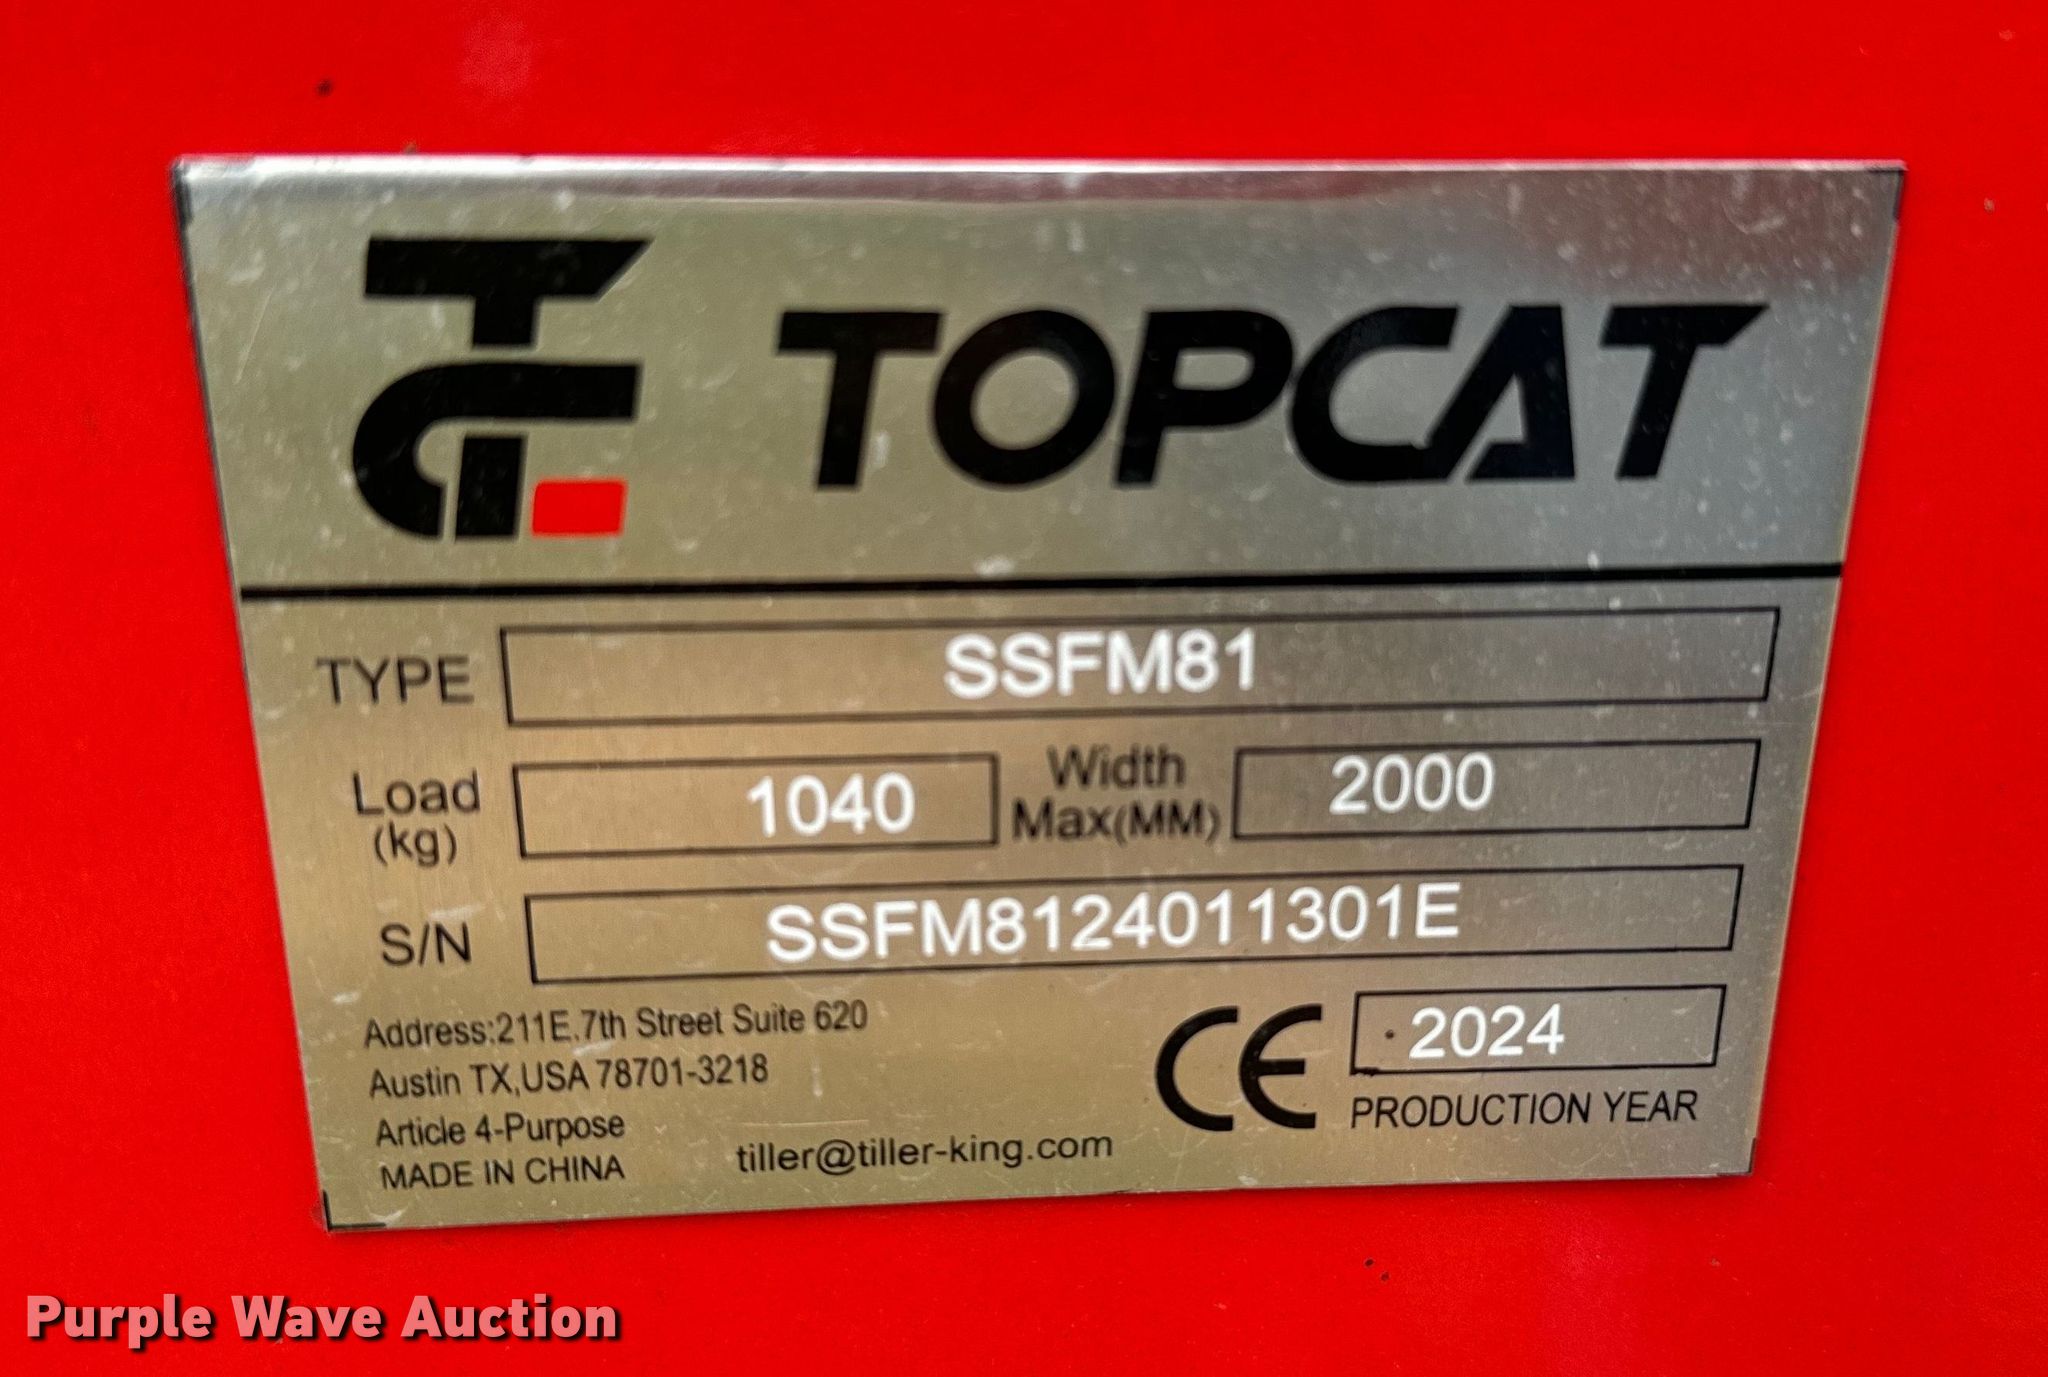 TOPCAT
TYPE SSFM81
Load (kg) 1040 Width Max(MM) 2000
S/N SSFM8124011301E
Address:211E.7th Street Suite 620
Austin TX,USA 78701-3218
Article 4-Purpose
MADE IN CHINA
tiller@tiller-king.com
CE 2024
PRODUCTION YEAR
Purple Wave Auction